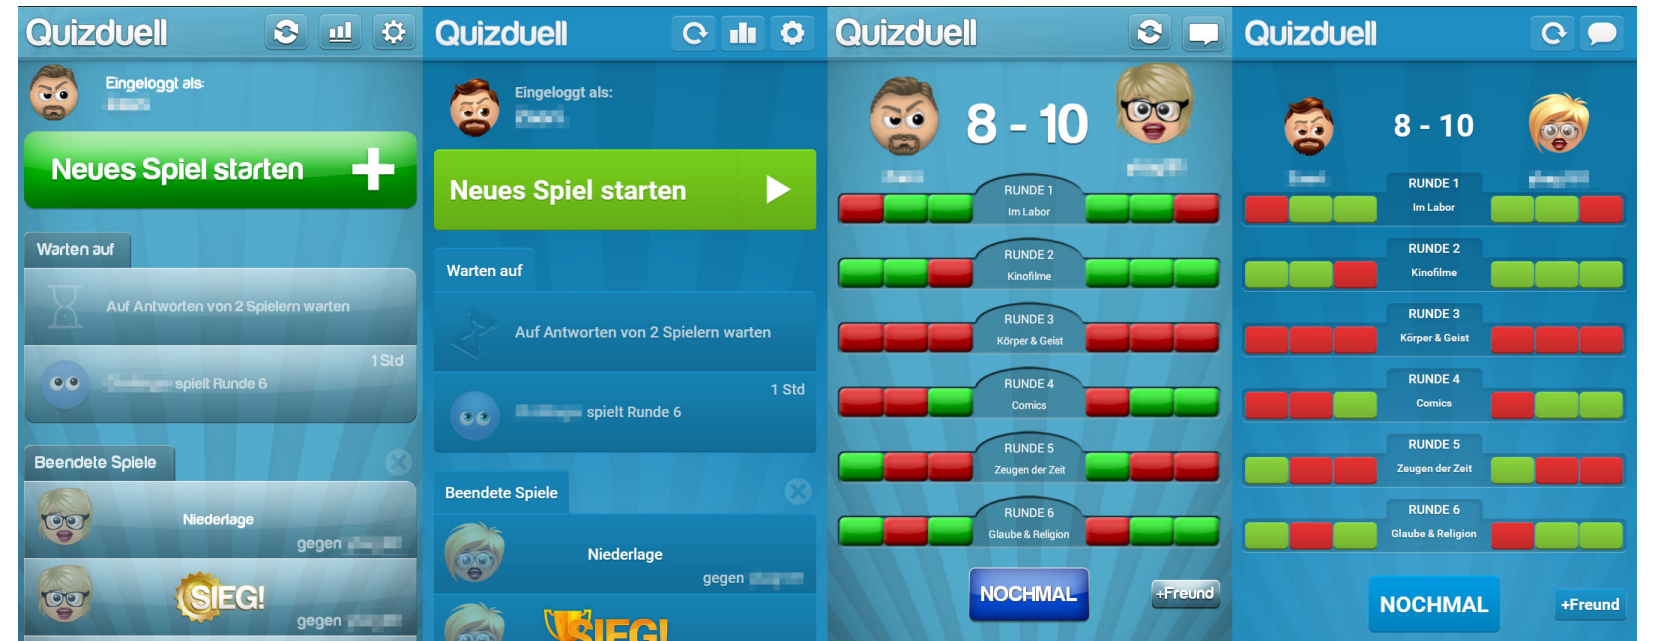 Quizduell
Eingeloggt als:
Neues Spiel starten
Warten auf
Auf Antworten von 2 Spielern warten
1 Std
spielt Runde 6
Beendete Spiele
Niederlage
gegen
SIEG!
gegen
Quizduell
Eingeloggt als:
Neues Spiel starten
Warten auf
Auf Antworten von 2 Spielern warten
1 Std
spielt Runde 6
Beendete Spiele
Niederlage
gegen
SIEG!
Quizduell
8 - 10
RUNDE 1
Im Labor
RUNDE 2
Kinofilme
RUNDE 3
Körper & Geist
RUNDE 4
Comics
RUNDE 5
Zeugen der Zeit
RUNDE 6
Glaube & Religion
NOCHMAL
+Freund
Quizduell
8 - 10
RUNDE 1
Im Labor
RUNDE 2
Kinofilme
RUNDE 3
Körper & Geist
RUNDE 4
Comics
RUNDE 5
Zeugen der Zeit
RUNDE 6
Glaube & Religion
NOCHMAL
+Freund